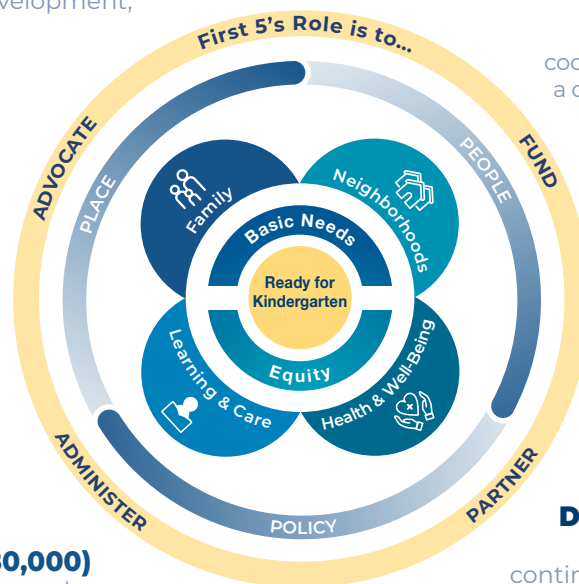 velopment,
First 5's Role is to...
coo
a c
ADVOCATE
FUND
PLACE
PEOPLE
Family
Neighborhoods
Basic Needs
Ready for
Kindergarten
Equity
Learning & Care
Health & Well-Being
ADMINISTER
PARTNER
POLICY
D
30,000)
contin